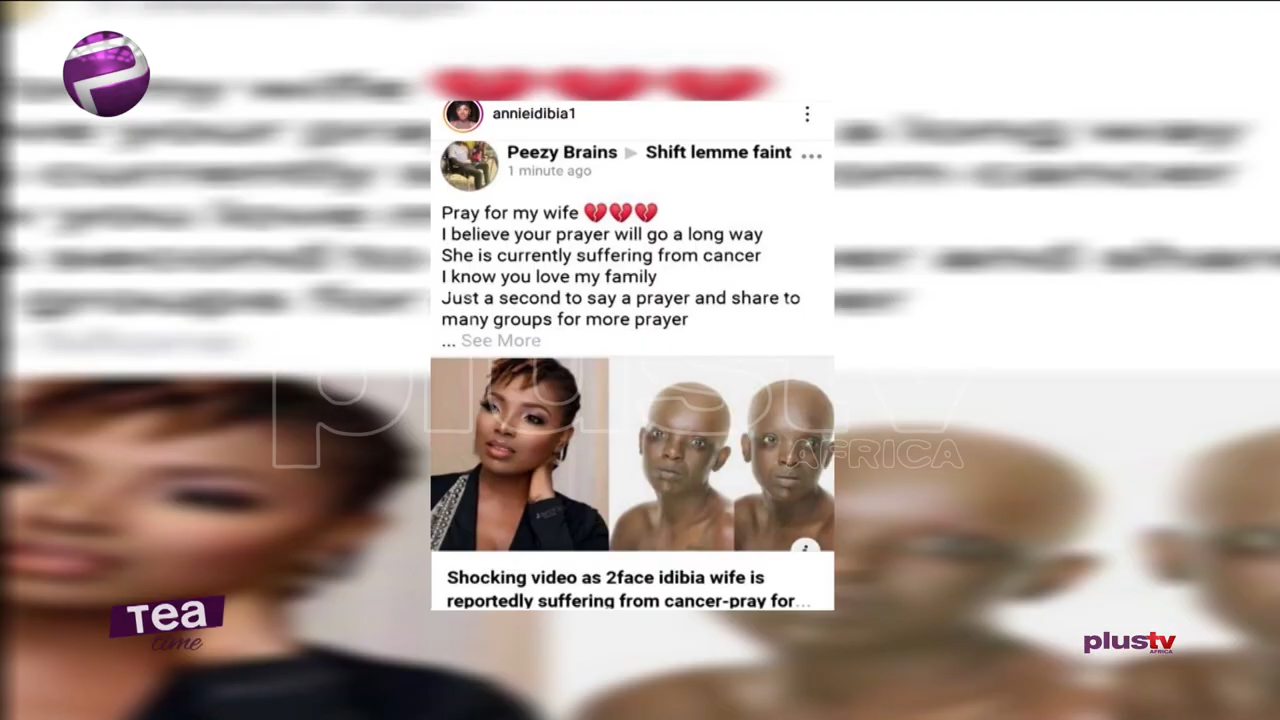 annieidibia1
Peezy Brains ▶ Shift lemme faint ...
1 minute ago
Pray for my wife 💔💔💔
I believe your prayer will go a long way
She is currently suffering from cancer
I know you love my family
Just a second to say a prayer and share to
many groups for more prayer
... See More
plustv
AFRICA
Shocking video as 2face idibia wife is
reportedly suffering from cancer-pray for...
Tea
time
plustv
AFRICA